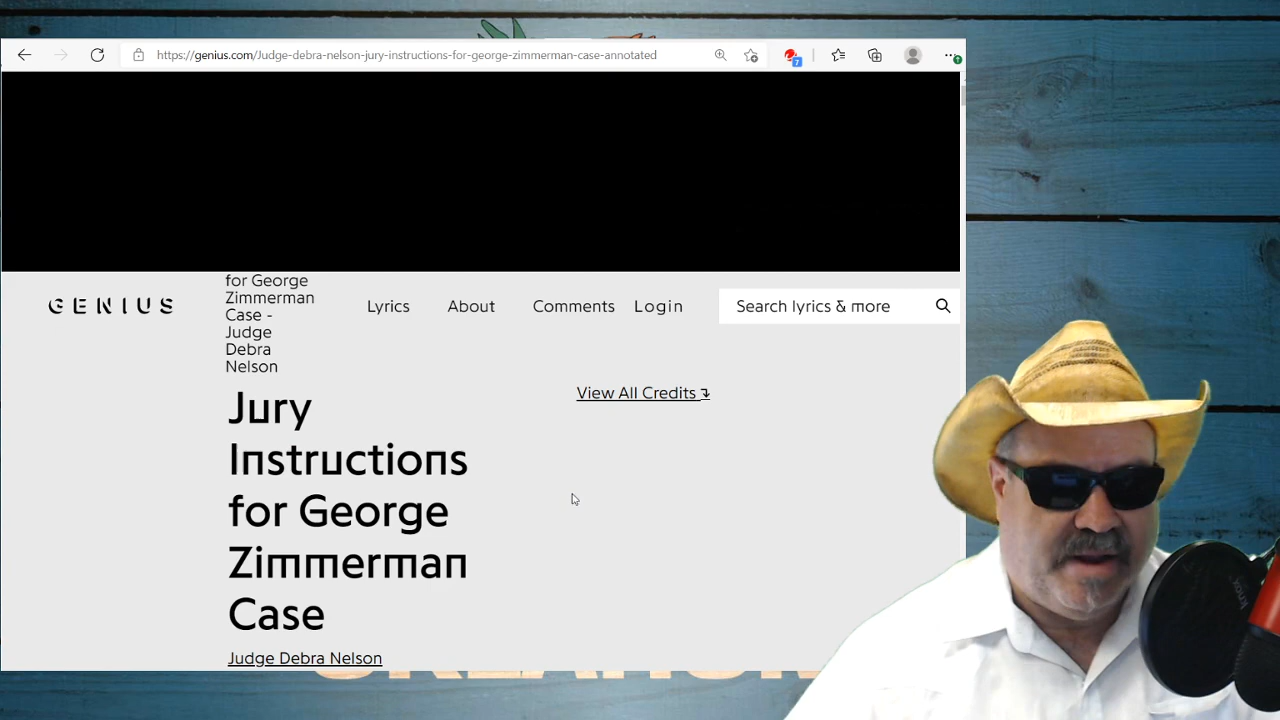 https://genius.com/Judge-debra-nelson-jury-instructions-for-george-zimmerman-case-annotated
7
GENIUS
for George
Zimmerman
Case -
Judge
Debra
Nelson
Lyrics
About
Comments
Login
Search lyrics & more
View All Credits
Jury
Instructions
for George
Zimmerman
Case
Judge Debra Nelson
knox